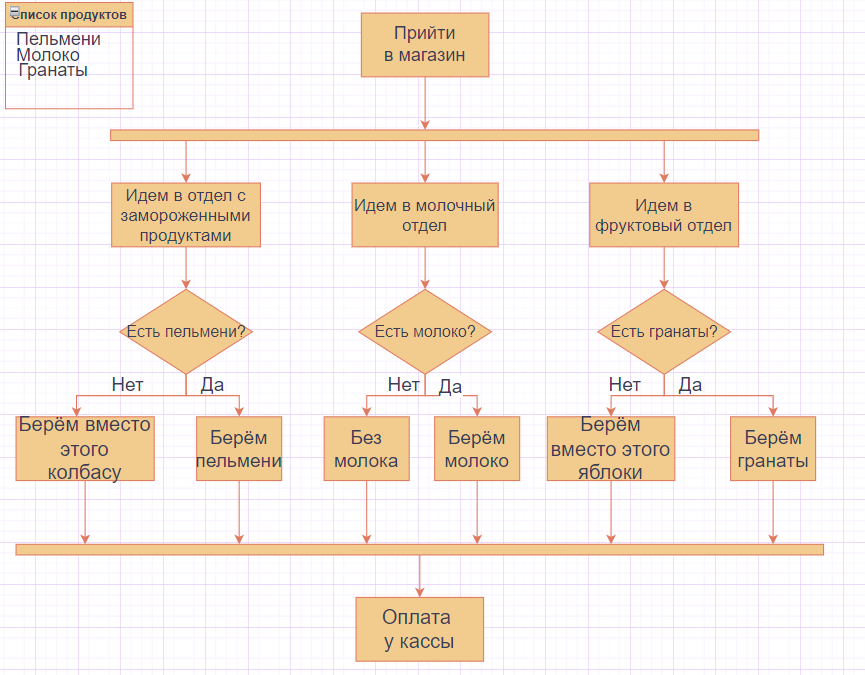 Список продуктов
Пельмени
Молоко
Гранаты
Прийти
в магазин
Идем в отдел с
замороженными
продуктами
Идем в молочный
отдел
Идем в
фруктовый отдел
Есть пельмени?
Есть молоко?
Есть гранаты?
Нет
Да
Нет
Да
Нет
Да
Берём вместо
этого
колбасу
Берём
пельмени
Без
молока
Берём
молоко
Берём
вместо этого
яблоки
Берём
гранаты
Оплата
у кассы